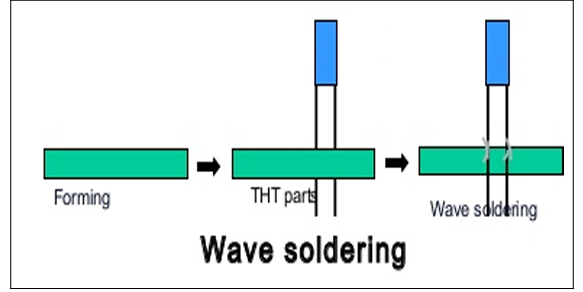 Forming
THT parts
Wave soldering
Wave soldering